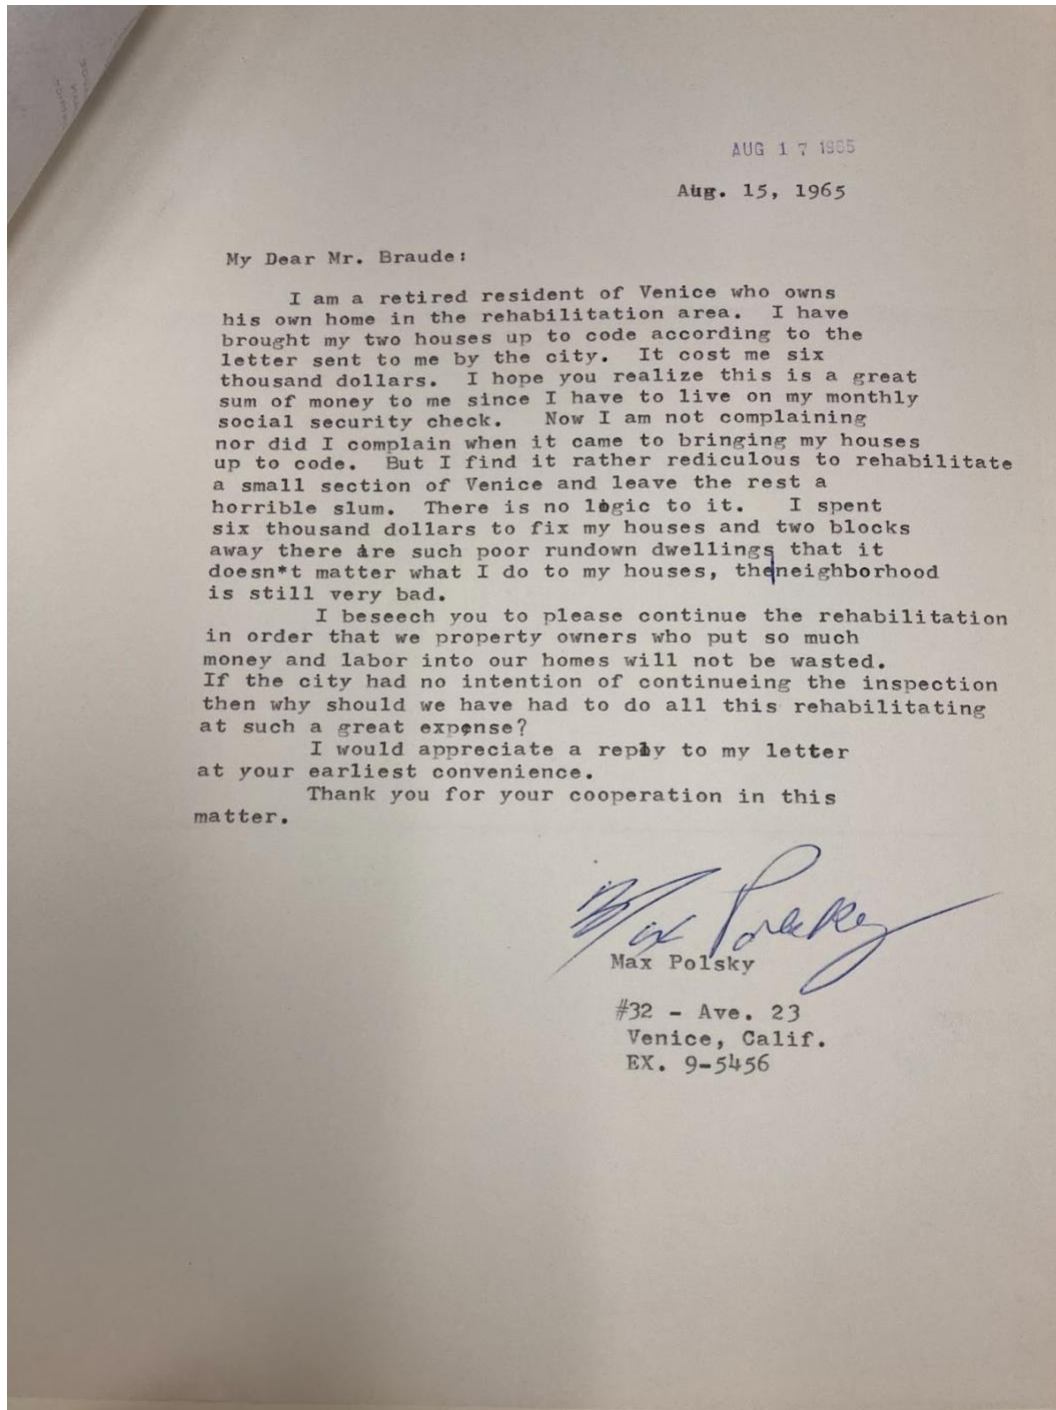 AUG 17 1965
Aug. 15, 1965
My Dear Mr. Braude:
I am a retired resident of Venice who owns
his own home in the rehabilitation area. I have
brought my two houses up to code according to the
letter sent to me by the city. It cost me six
thousand dollars. I hope you realize this is a great
sum of money to me since I have to live on my monthly
social security check. Now I am not complaining
nor did I complain when it came to bringing my houses
up to code. But I find it rather rediculous to rehabilitate
a small section of Venice and leave the rest a
horrible slum. There is no logic to it. I spent
six thousand dollars to fix my houses and two blocks
away there are such poor rundown dwellings that it
doesn*t matter what I do to my houses, the|neighborhood
is still very bad.
I beseech you to please continue the rehabilitation
in order that we property owners who put so much
money and labor into our homes will not be wasted.
If the city had no intention of continueing the inspection
then why should we have had to do all this rehabilitating
at such a great expense?
I would appreciate a reply to my letter
at your earliest convenience.
Thank you for your cooperation in this
matter.
Max Polsky
Max Polsky
#32 - Ave. 23
Venice, Calif.
EX. 9-5456